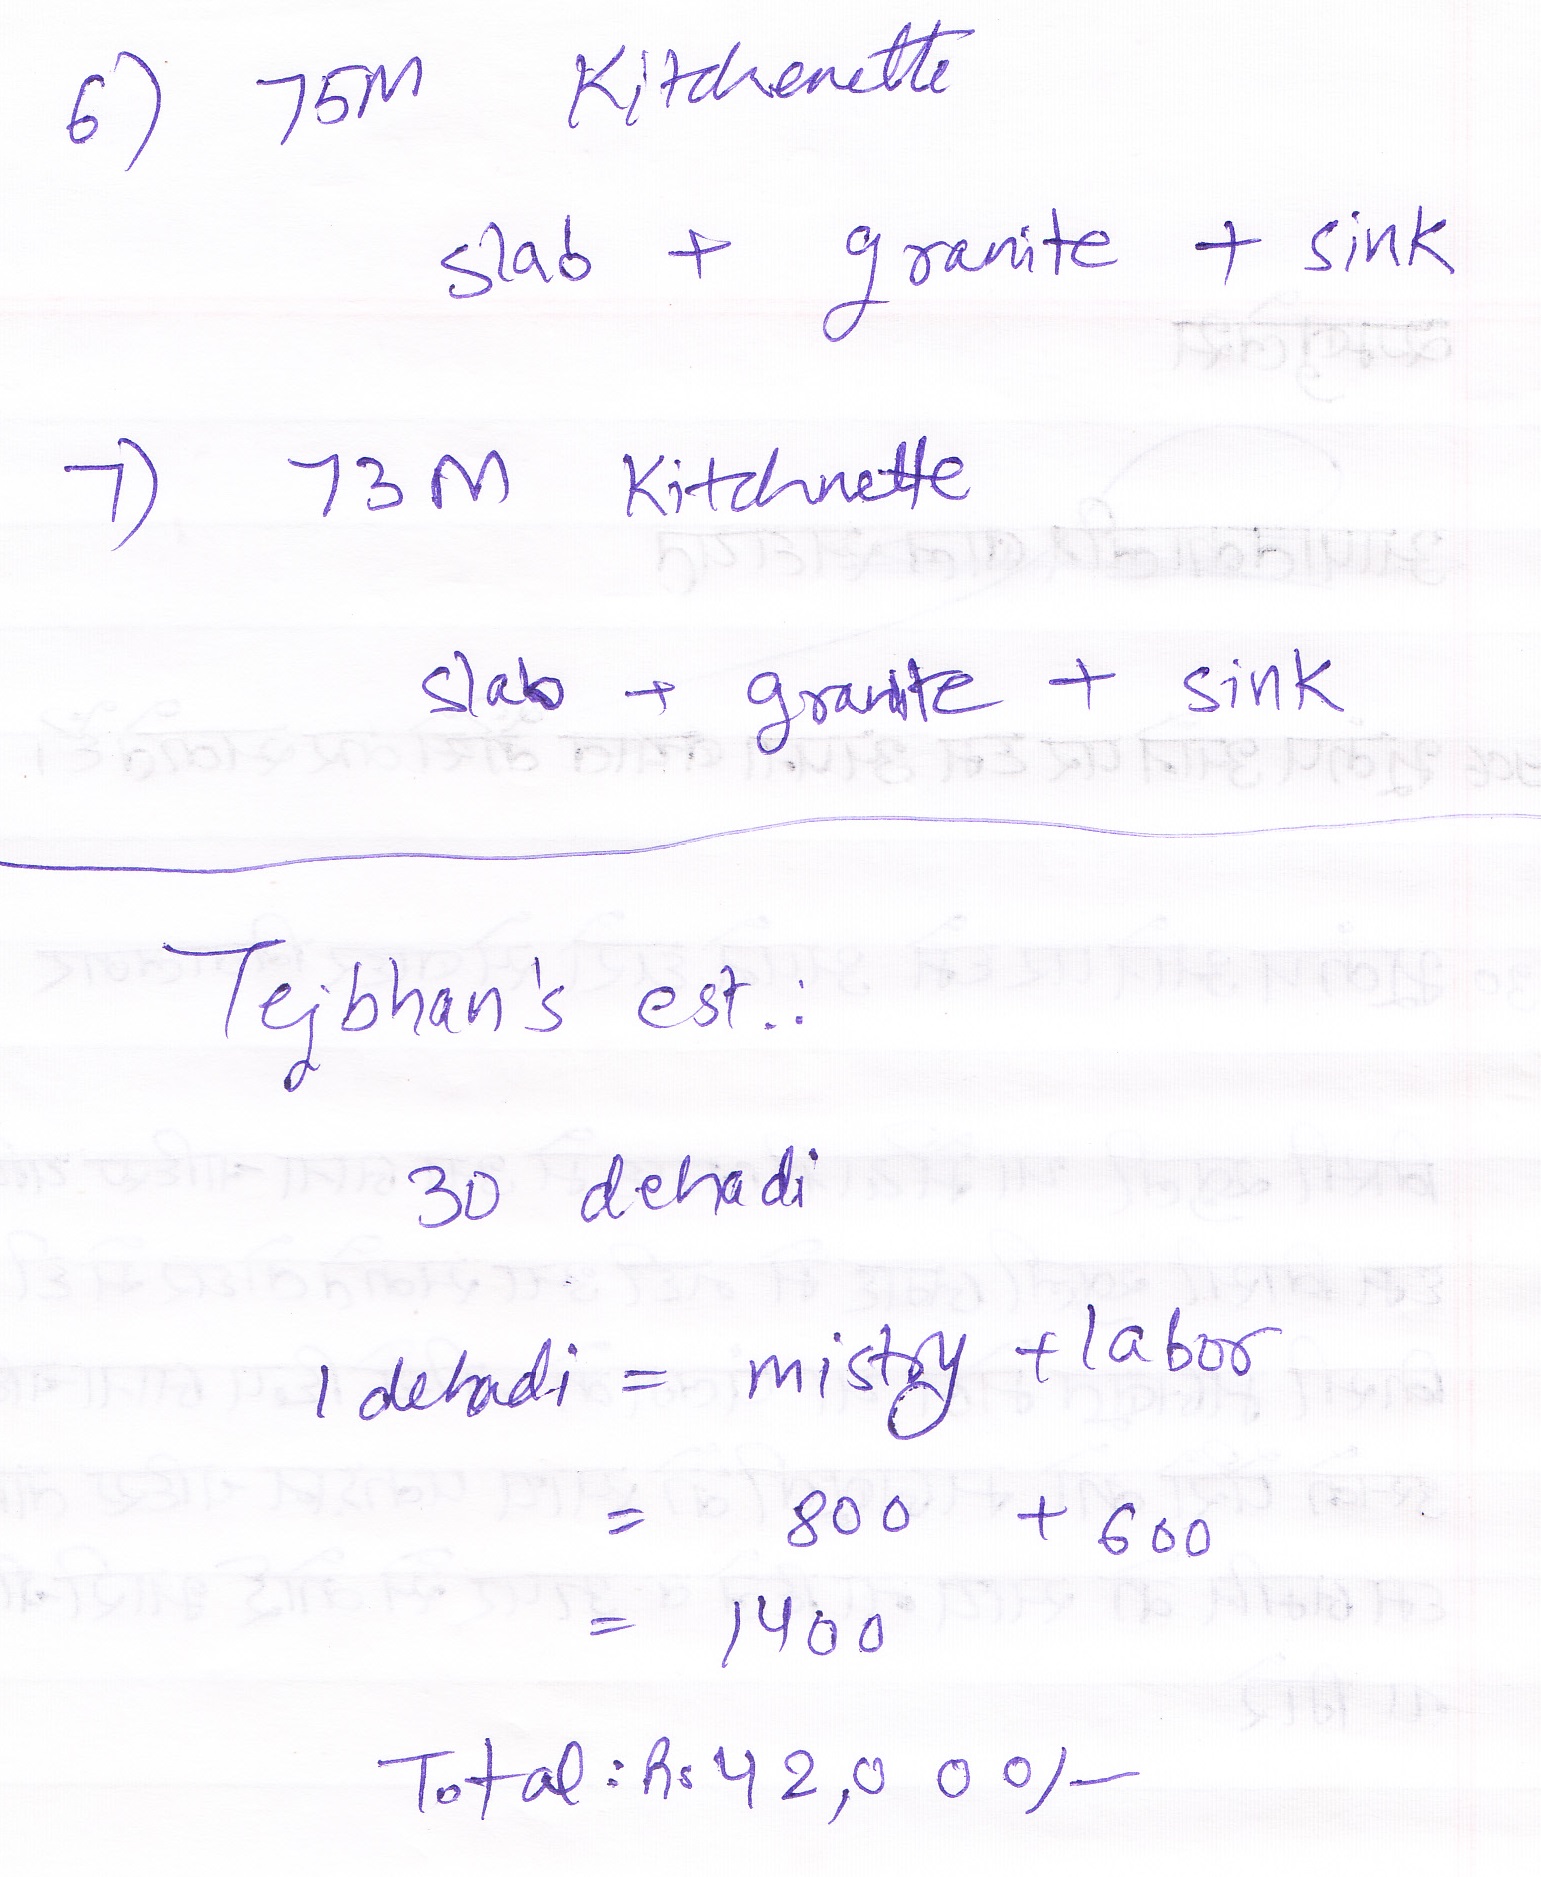 6) 75M Kitchenette
slab + granite + sink
7) 73M Kitchnette
slab + granite + sink
Tejbhan's est.:
30 dehadi
1 dehadi = mistry + labor
= 800 + 600
= 1400
Total: Rs 42,000/-